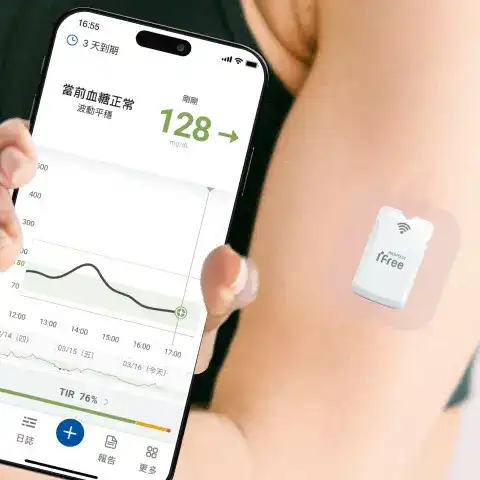 16:55
3 天到期
當前血糖正常
波動平穩
剛剛
128 →
mg/dL
400
300
70
12:00 13:00 14:00 15:00 16:00 17:00
/14（四） 03/15（五） 03/16（今天）
TIR 76% >
日誌
報告
更多
iFree